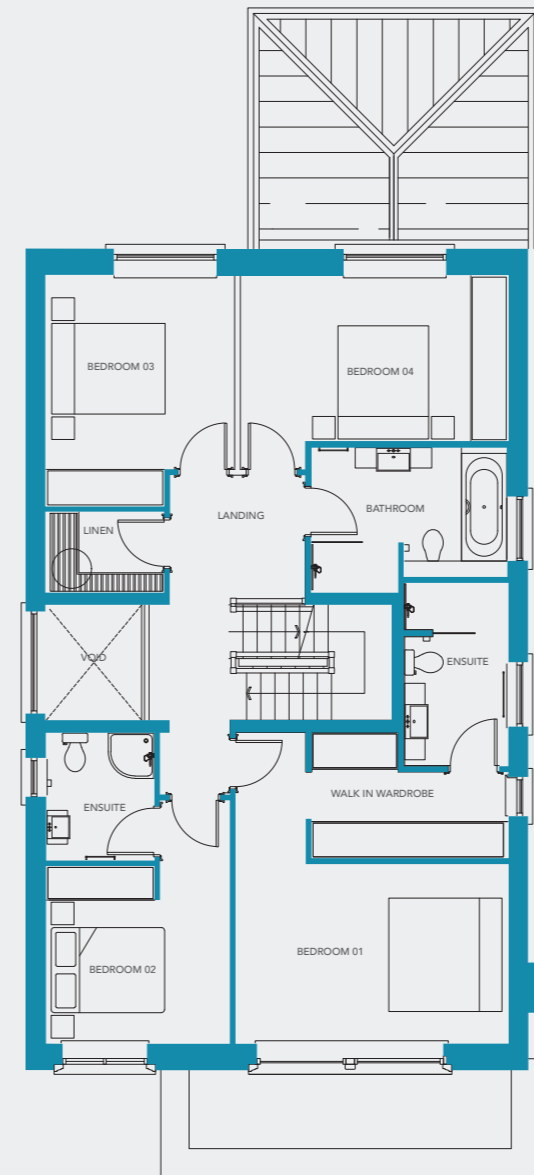 BEDROOM 03
BEDROOM 04
LANDING
BATHROOM
LINEN
VOID
ENSUITE
WALK IN WARDROBE
ENSUITE
BEDROOM 01
BEDROOM 02